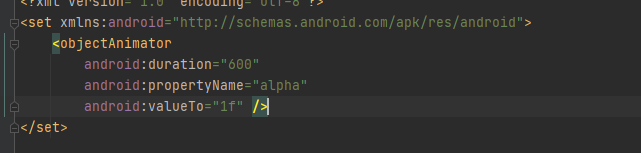 <?xml version="1.0" encoding="utf-8"?>
<set xmlns:android="http://schemas.android.com/apk/res/android">
<objectAnimator
android:duration="600"
android:propertyName="alpha"
android:valueTo="1f" />
</set>